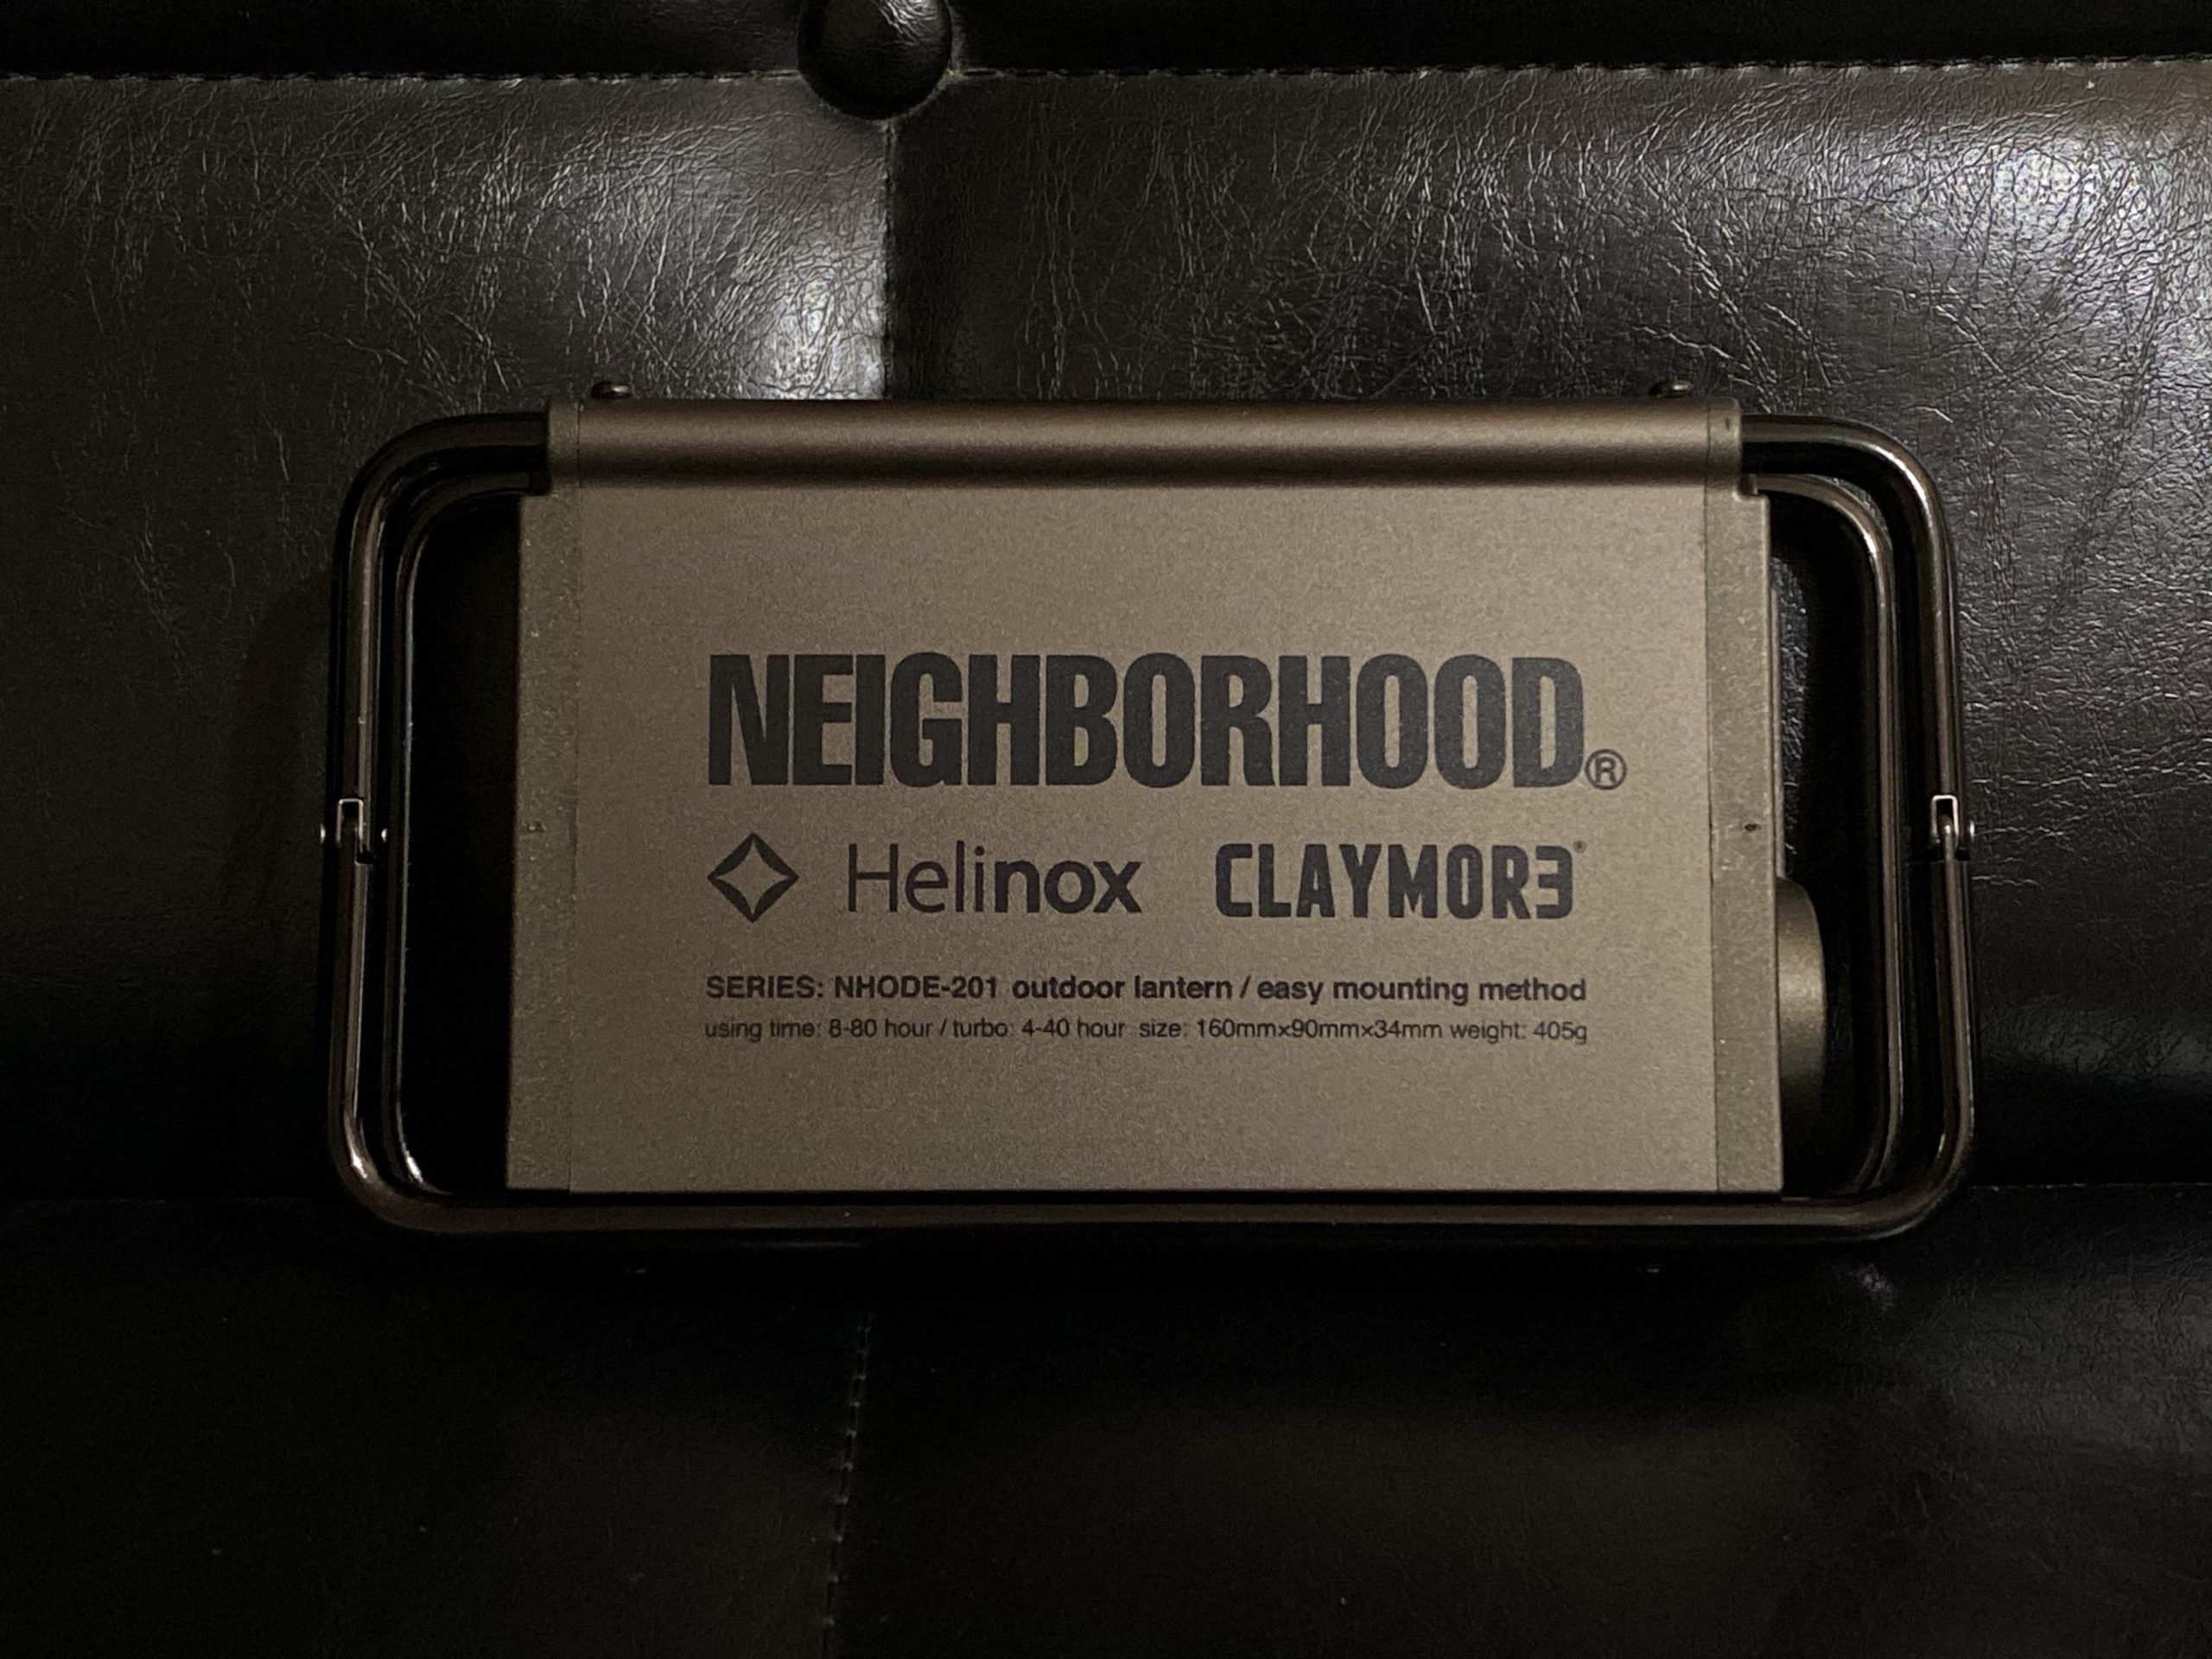 NEIGHBORHOOD®
Helinox CLAYMORE®
SERIES: NHODE-201 outdoor lantern / easy mounting method
using time: 8-80 hour / turbo: 4-40 hour size: 160mm×90mm×34mm weight: 405g